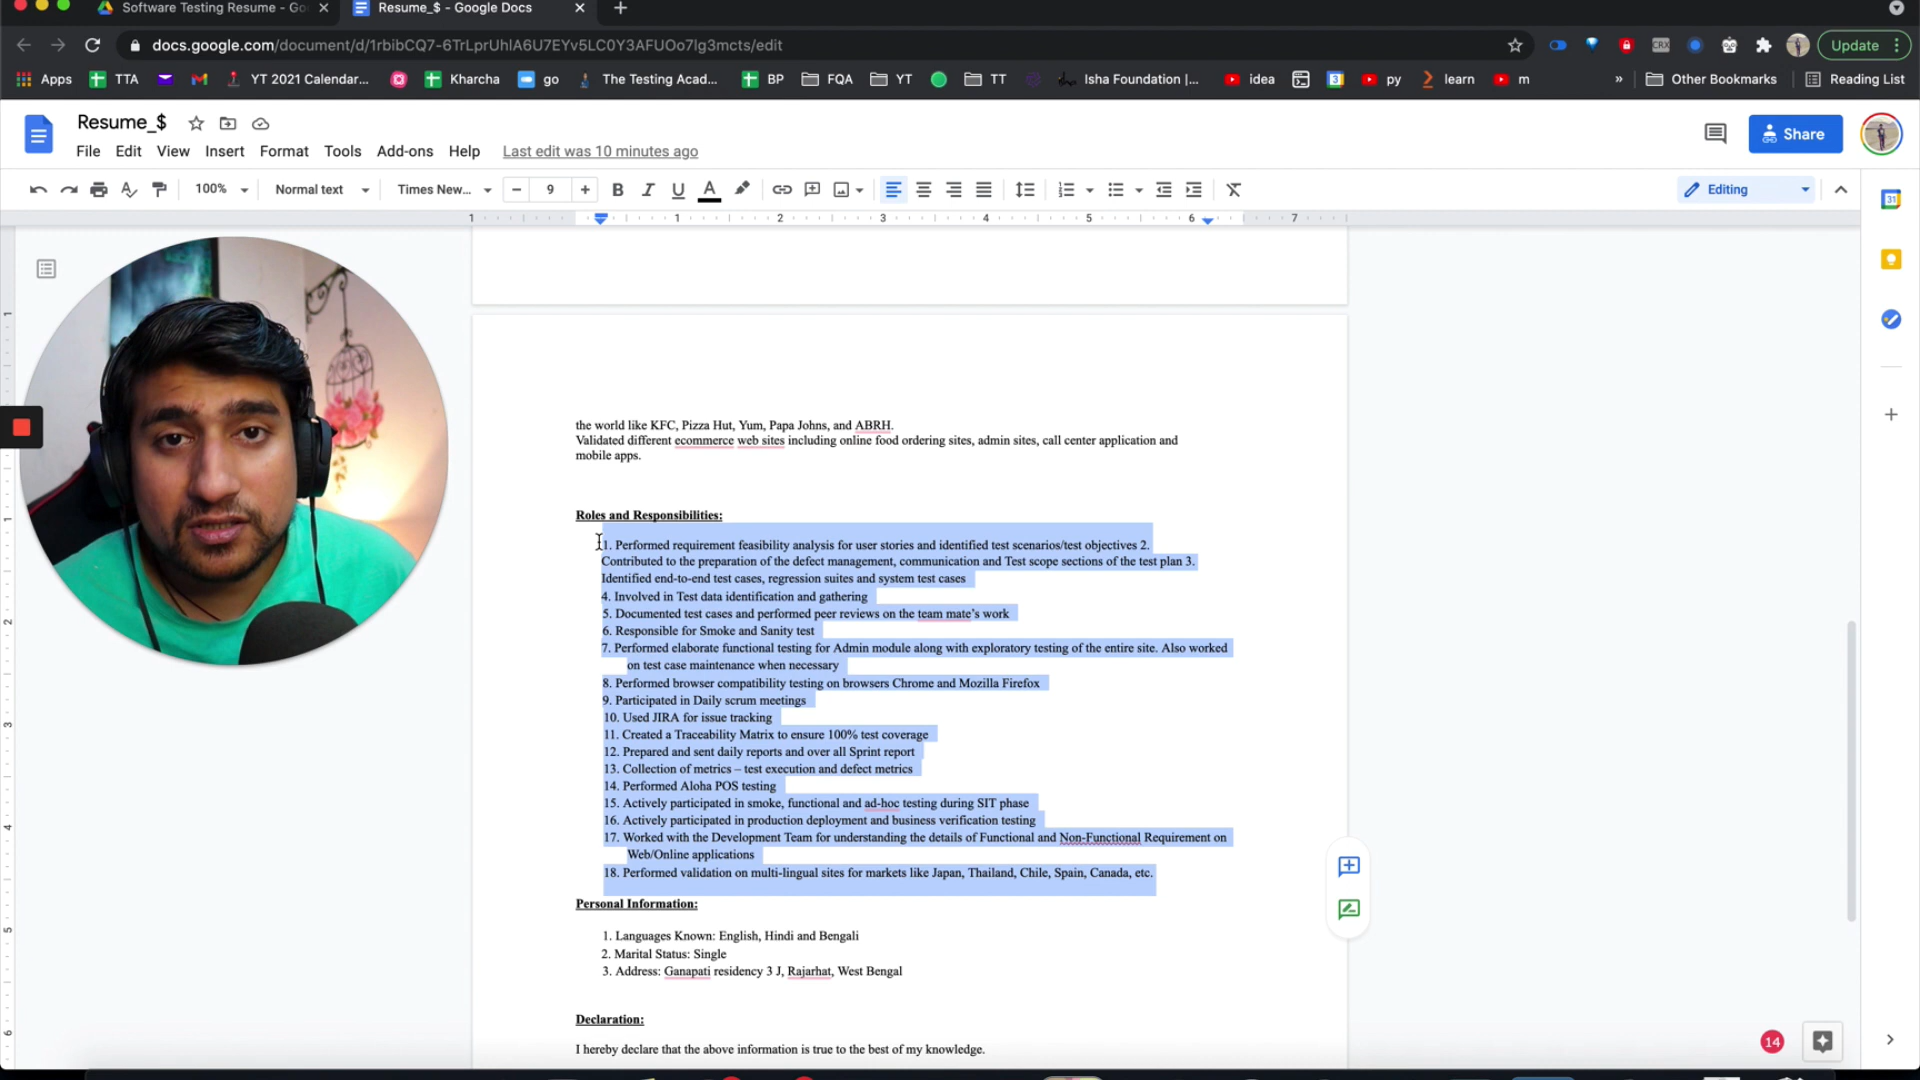 Software Testing Resume - Go
Resume_$ - Google Docs
docs.google.com/document/d/1rbibCQ7-6TrLprUhlA6U7EYv5LC0Y3AFUOo7lg3mcts/edit
Update
Apps TTA YT 2021 Calendar... Kharcha go The Testing Acad... BP FQA YT TT Isha Foundation |... idea py learn m » Other Bookmarks Reading List
Resume_$
Share
File Edit View Insert Format Tools Add-ons Help Last edit was 10 minutes ago
100% Normal text Times New... 9 Editing
1 1 2 3 4 5 6 7
the world like KFC, Pizza Hut, Yum, Papa Johns, and ABRH.
Validated different ecommerce web sites including online food ordering sites, admin sites, call center application and
mobile apps.
Roles and Responsibilities:
1. Performed requirement feasibility analysis for user stories and identified test scenarios/test objectives 2.
Contributed to the preparation of the defect management, communication and Test scope sections of the test plan 3.
Identified end-to-end test cases, regression suites and system test cases
4. Involved in Test data identification and gathering
5. Documented test cases and performed peer reviews on the team mate's work
6. Responsible for Smoke and Sanity test
7. Performed elaborate functional testing for Admin module along with exploratory testing of the entire site. Also worked
on test case maintenance when necessary
8. Performed browser compatibility testing on browsers Chrome and Mozilla Firefox
9. Participated in Daily scrum meetings
10. Used JIRA for issue tracking
11. Created a Traceability Matrix to ensure 100% test coverage
12. Prepared and sent daily reports and over all Sprint report
13. Collection of metrics – test execution and defect metrics
14. Performed Aloha POS testing
15. Actively participated in smoke, functional and ad-hoc testing during SIT phase
16. Actively participated in production deployment and business verification testing
17. Worked with the Development Team for understanding the details of Functional and Non-Functional Requirement on
Web/Online applications
18. Performed validation on multi-lingual sites for markets like Japan, Thailand, Chile, Spain, Canada, etc.
Personal Information:
1. Languages Known: English, Hindi and Bengali
2. Marital Status: Single
3. Address: Ganapati residency 3 J, Rajarhat, West Bengal
Declaration:
I hereby declare that the above information is true to the best of my knowledge.
14